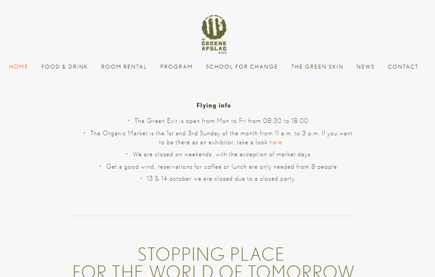 DE
GROENE
AFSLAG
HOME FOOD & DRINK ROOM RENTAL PROGRAM SCHOOL FOR CHANGE THE GREEN SKIN NEWS CONTACT
Flying info
• The Green Exit is open from Mon to Fri from 08:30 to 18:00
• The Organic Market is the 1st and 3rd Sunday of the month from 11 a.m. to 3 p.m. If you want
to be there as an exhibitor, take a look here.
• We are closed on weekends, with the exception of market days.
• Get a good wind, reservations for coffee or lunch are only needed from 8 people.
• 13 & 14 october we are closed due to a closed party.
STOPPING PLACE
FOR THE WORLD OF TOMORROW